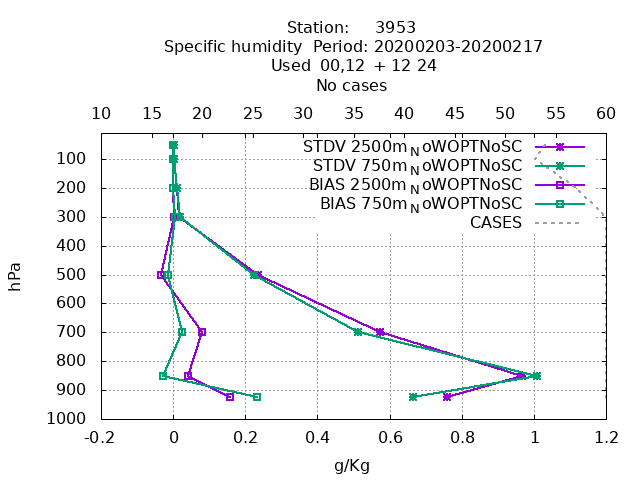 Station: 3953
Specific humidity Period: 20200203-20200217
Used 00,12 + 12 24
No cases
10 15 20 25 30 35 40 45 50 55 60
STDV 2500m_NoWOPTNoSC
STDV 750m_NoWOPTNoSC
BIAS 2500m_NoWOPTNoSC
BIAS 750m_NoWOPTNoSC
CASES
100
200
300
400
500
600
700
800
900
1000
hPa
-0.2 0 0.2 0.4 0.6 0.8 1 1.2
g/Kg